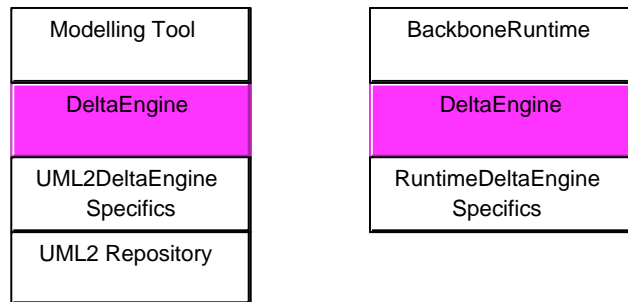 Modelling Tool
DeltaEngine
UML2DeltaEngine
Specifics
UML2 Repository
BackboneRuntime
DeltaEngine
RuntimeDeltaEngine
Specifics